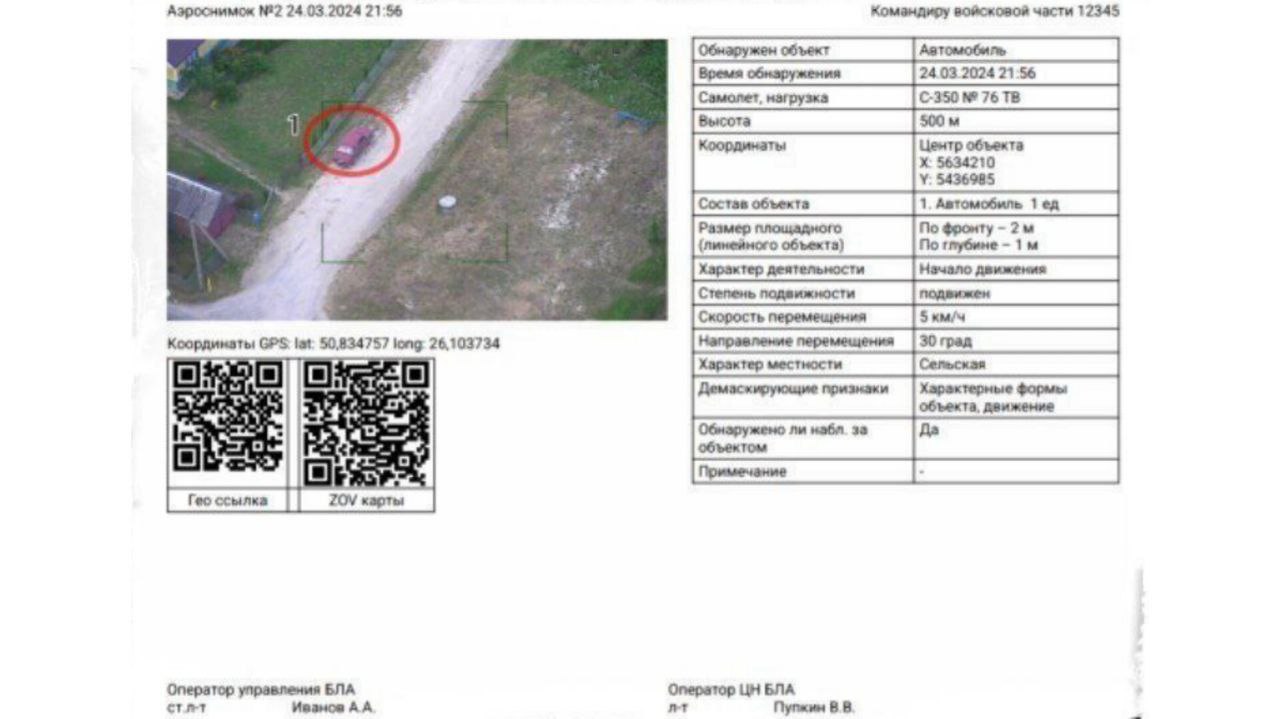 Аэроснимок №2 24.03.2024 21:56
Командиру войсковой части 12345
1
Обнаружен объект Автомобиль
Время обнаружения 24.03.2024 21:56
Самолет, нагрузка С-350 № 76 ТВ
Высота 500 м
Координаты Центр объекта
X: 5634210
Y: 5436985
Состав объекта 1. Автомобиль 1 ед
Размер площадного По фронту – 2 м
(линейного объекта) По глубине – 1 м
Характер деятельности Начало движения
Степень подвижности подвижен
Скорость перемещения 5 км/ч
Направление перемещения 30 град
Характер местности Сельская
Демаскирующие признаки Характерные формы
объекта, движение
Обнаружено ли набл. за Да
объектом
Примечание -
Координаты GPS: lat: 50,834757 long: 26,103734
Гео ссылка ZOV карты
Оператор управления БЛА
ст.л-т Иванов А.А.
Оператор ЦН БЛА
л-т Пупкин В.В.